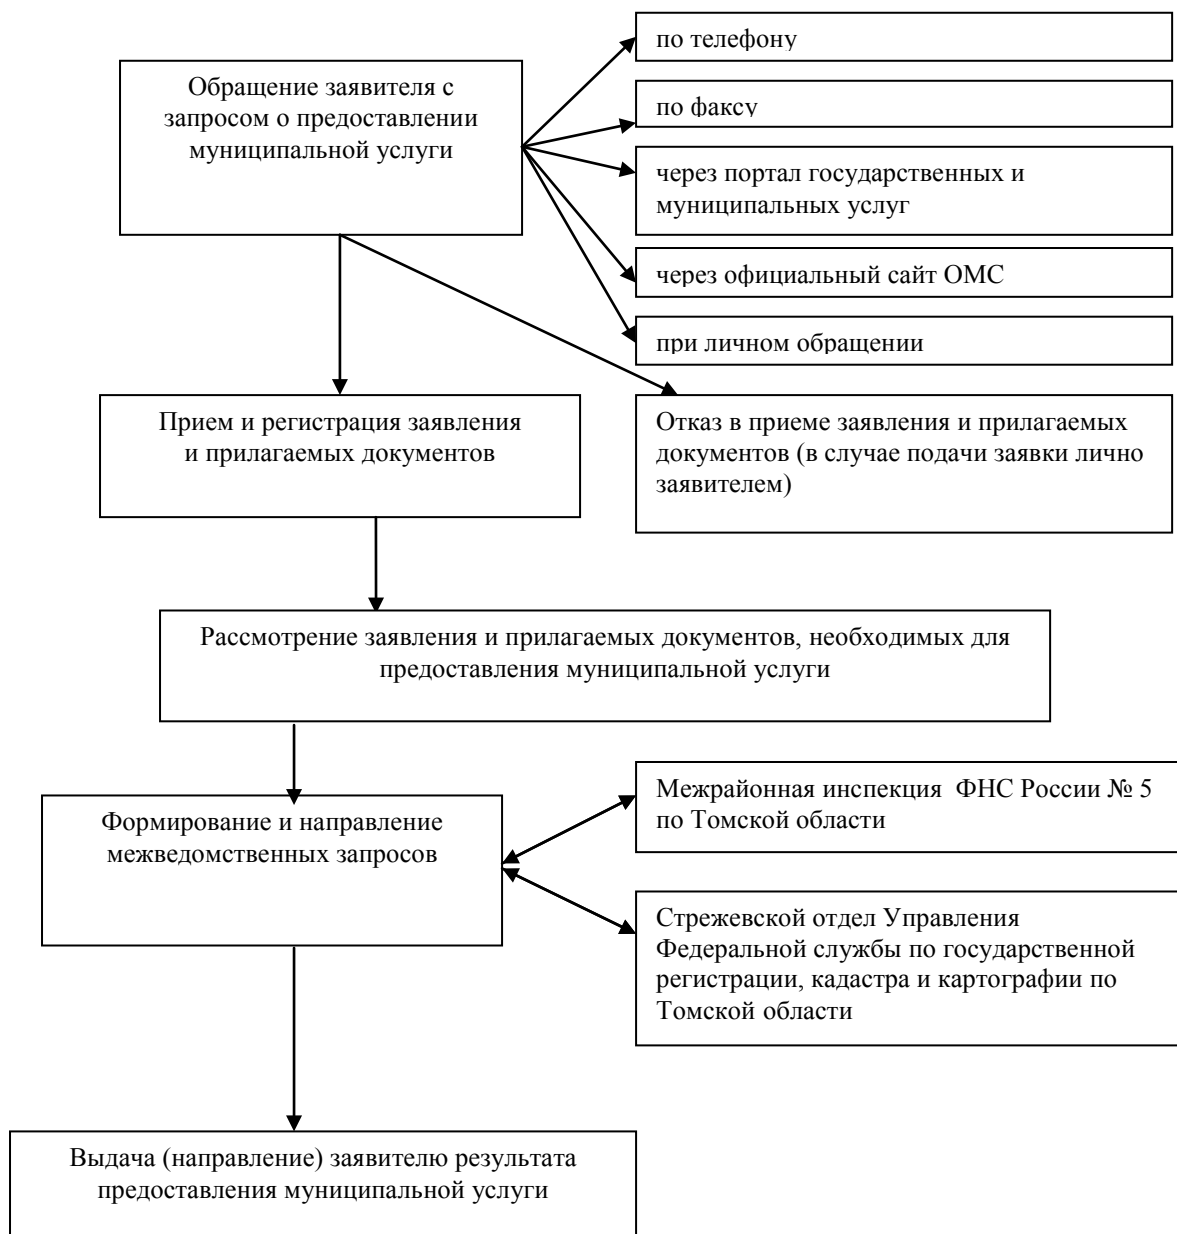 Обращение заявителя с
запросом о предоставлении
муниципальной услуги
по телефону
по факсу
через портал государственных и
муниципальных услуг
через официальный сайт ОМС
при личном обращении
Прием и регистрация заявления
и прилагаемых документов
Отказ в приеме заявления и прилагаемых
документов (в случае подачи заявки лично
заявителем)
Рассмотрение заявления и прилагаемых документов, необходимых для
предоставления муниципальной услуги
Формирование и направление
межведомственных запросов
Межрайонная инспекция  ФНС России № 5
по Томской области
Стрежевской отдел Управления
Федеральной службы по государственной
регистрации, кадастра и картографии по
Томской области
Выдача (направление) заявителю результата
предоставления муниципальной услуги